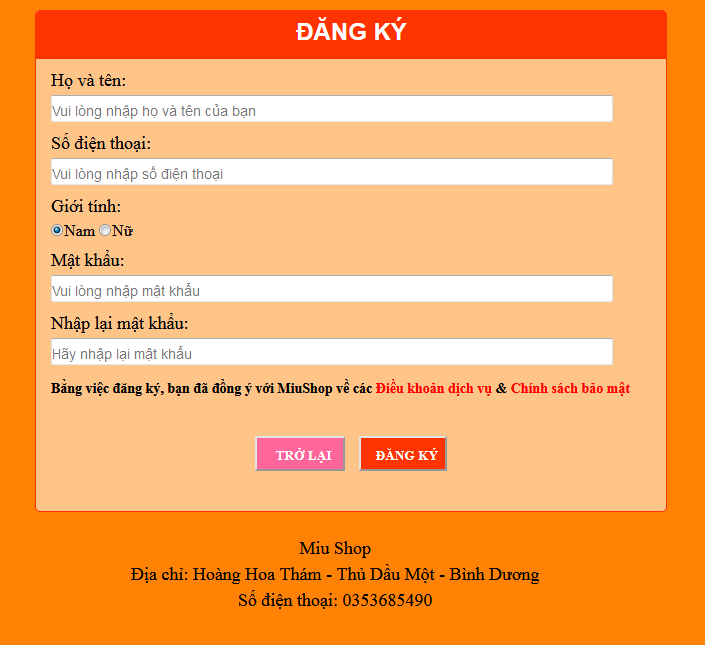 ĐĂNG KÝ
Họ và tên:
Vui lòng nhập họ và tên của bạn
Số điện thoại:
Vui lòng nhập số điện thoại
Giới tính:
Nam Nữ
Mật khẩu:
Vui lòng nhập mật khẩu
Nhập lại mật khẩu:
Hãy nhập lại mật khẩu
Bằng việc đăng ký, bạn đã đồng ý với MiuShop về các Điều khoản dịch vụ & Chính sách bảo mật
TRỞ LẠI ĐĂNG KÝ
Miu Shop
Địa chỉ: Hoàng Hoa Thám - Thủ Dầu Một - Bình Dương
Số điện thoại: 0353685490